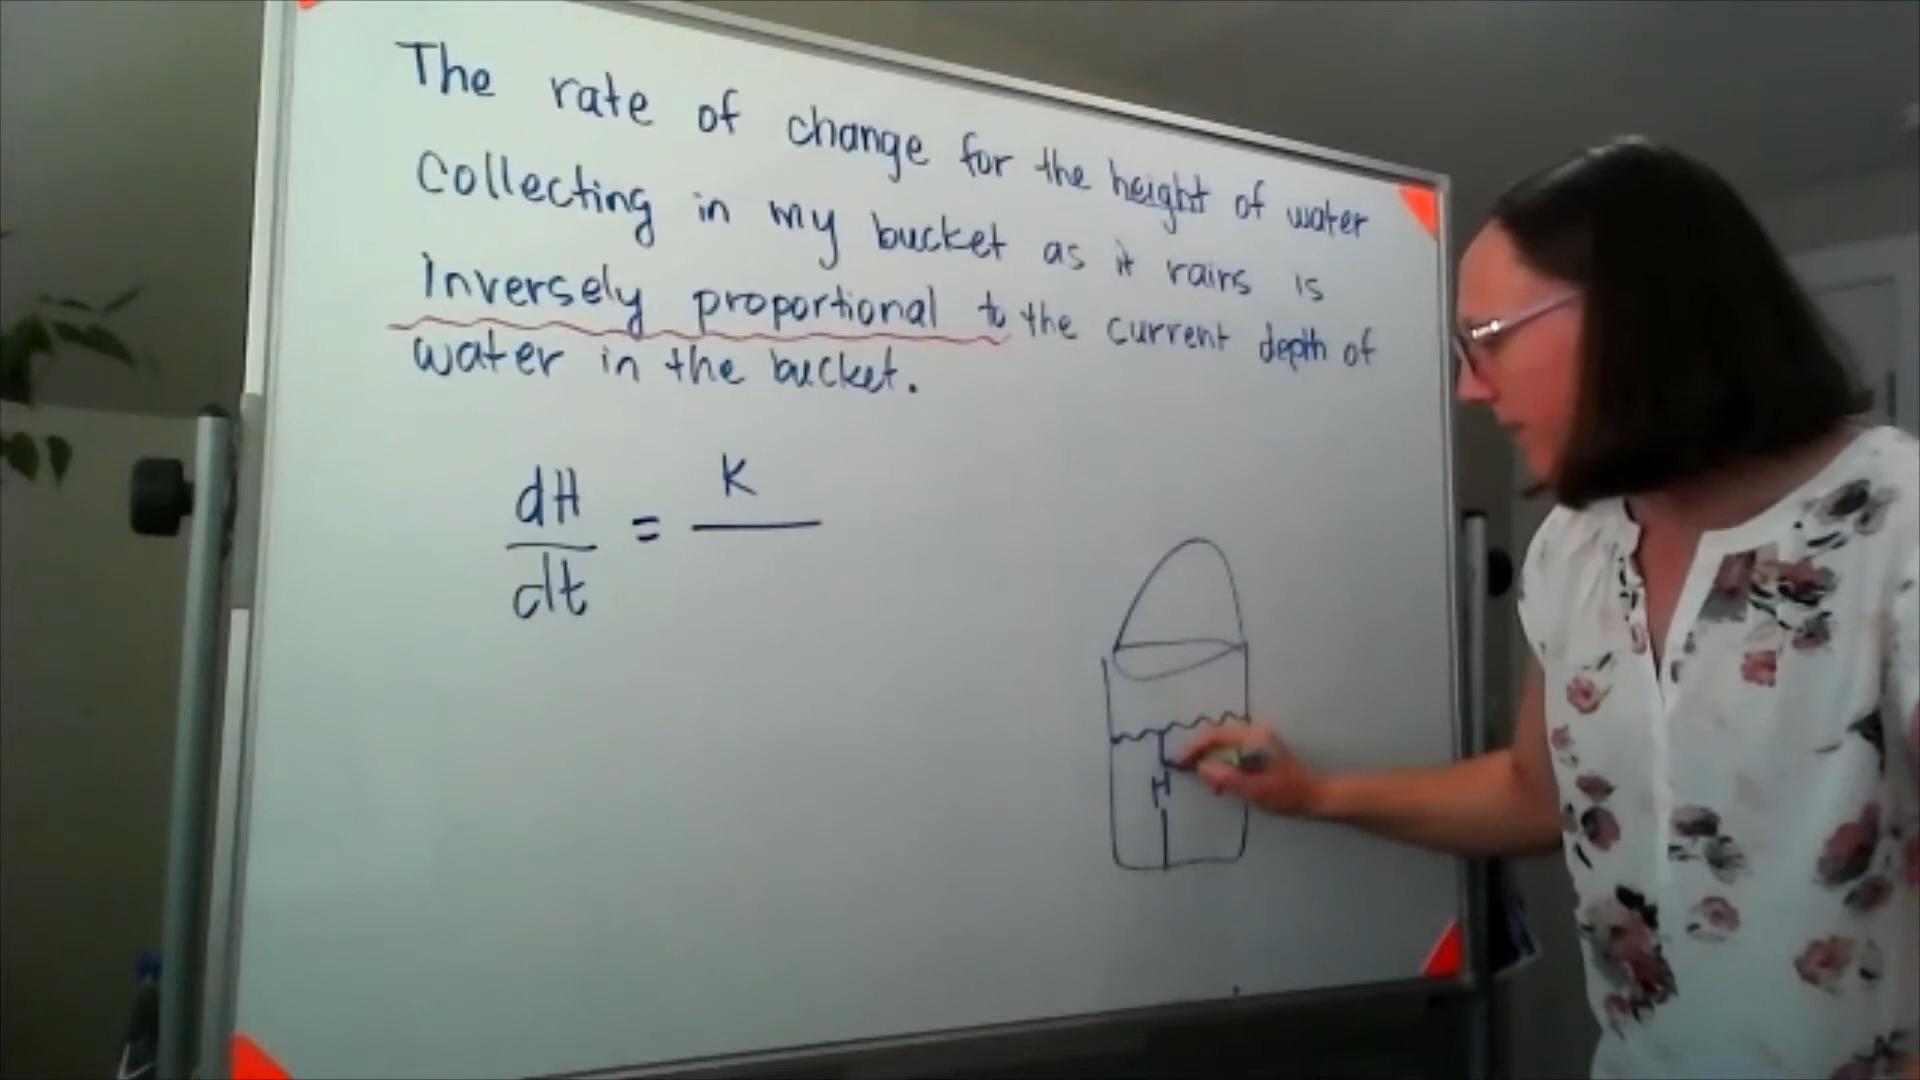 The rate of change for the height of water
Collecting in my bucket as it rains is
Inversely proportional to the current depth of
water in the bucket.
dH/dt = K/
H